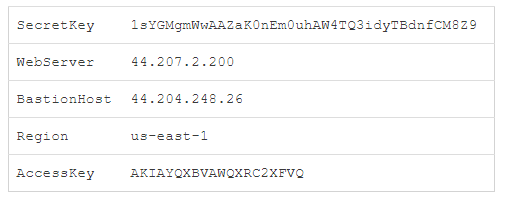 SecretKey 1sYGMgmWwAAZaK0nEm0uhAW4TQ3idyTBdnfCM8Z9
WebServer 44.207.2.200
BastionHost 44.204.248.26
Region us-east-1
AccessKey AKIAYQXBVAWQXRC2XFVQ